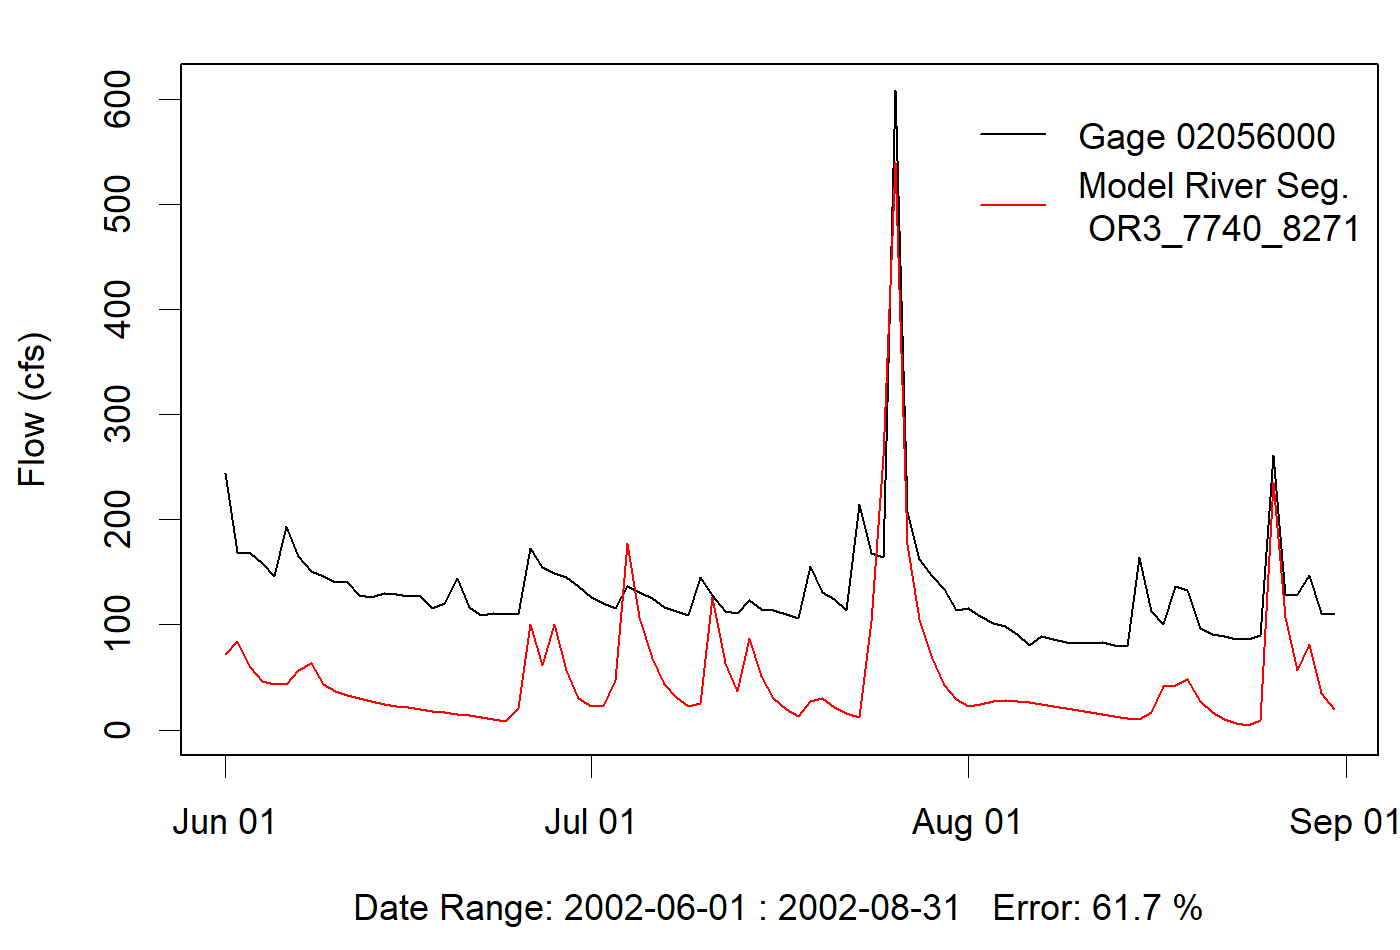 600
500
400
300
200
100
0
Flow (cfs)
Gage 02056000
Model River Seg.
OR3_7740_8271
Jun 01
Jul 01
Aug 01
Sep 01
Date Range: 2002-06-01 : 2002-08-31 Error: 61.7 %